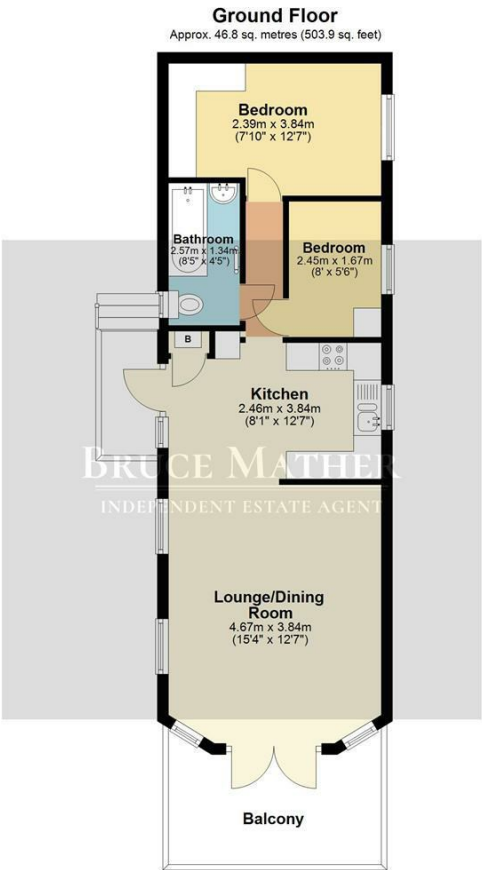 Ground Floor
Approx. 46.8 sq. metres (503.9 sq. feet)
Bedroom
2.39m x 3.84m
(7'10" x 12'7")
Bathroom
2.57m x 1.34m
(8'5" x 4'5")
Bedroom
2.45m x 1.67m
(8' x 5'6")
B
Kitchen
2.46m x 3.84m
(8'1" x 12'7")
BRUCE MATHER
INDEPENDENT ESTATE AGENT
Lounge/Dining
Room
4.67m x 3.84m
(15'4" x 12'7")
Balcony